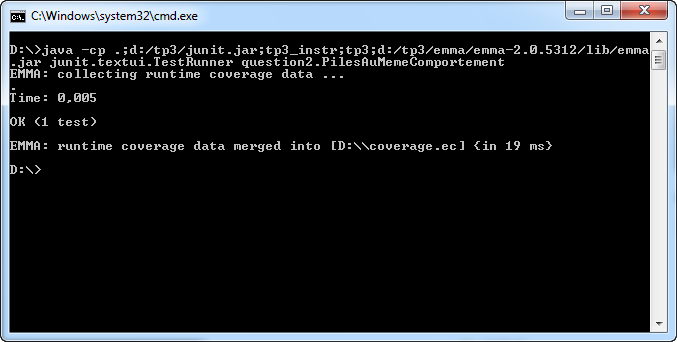 C:\Windows\system32\cmd.exe
D:\>java -cp .;d:/tp3/junit.jar;tp3_instr;tp3;d:/tp3/emma/emma-2.0.5312/lib/emma
.jar junit.textui.TestRunner question2.PilesAuMemeComportement
EMMA: collecting runtime coverage data ...
.
Time: 0,005
OK (1 test)
EMMA: runtime coverage data merged into [D:\\coverage.ec] {in 19 ms}
D:\>